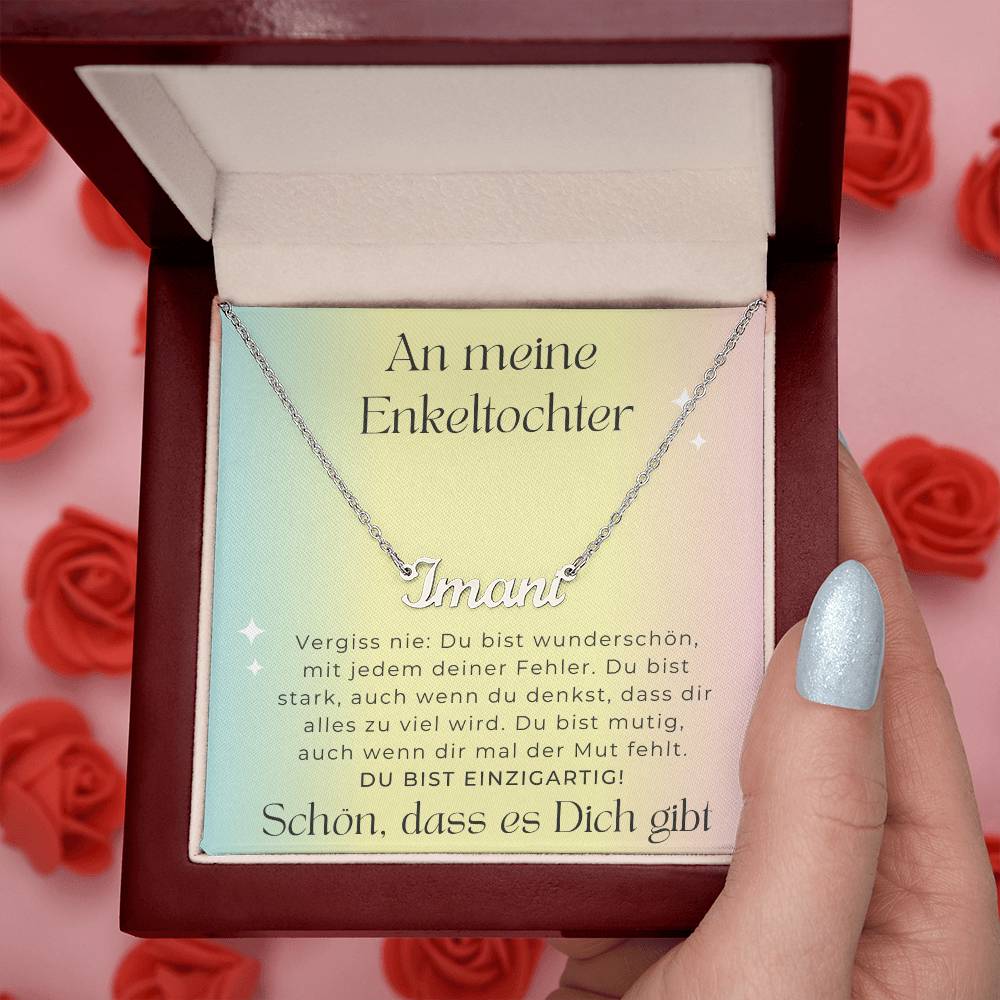 An meine
Enkeltochter
Imani
Vergiss nie: Du bist wunderschön,
mit jedem deiner Fehler. Du bist
stark, auch wenn du denkst, dass dir
alles zu viel wird. Du bist mutig,
auch wenn dir mal der Mut fehlt.
DU BIST EINZIGARTIG!
Schön, dass es Dich gibt